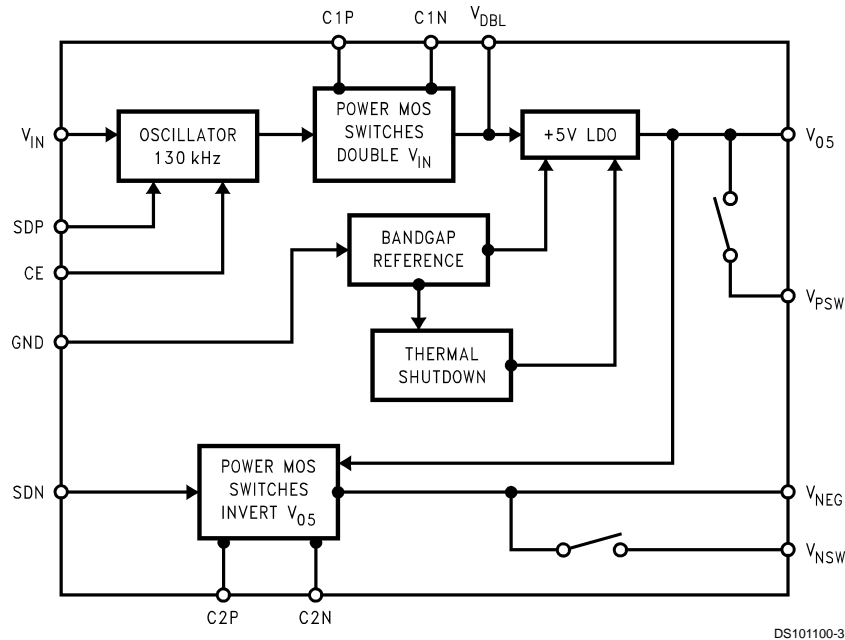 C1P C1N VDBL
VIN
OSCILLATOR
130 kHz
POWER MOS
SWITCHES
DOUBLE VIN
+5V LDO
V05
SDP
CE
BANDGAP
REFERENCE
VPSW
GND
THERMAL
SHUTDOWN
SDN
POWER MOS
SWITCHES
INVERT V05
VNEG
VNSW
C2P C2N
DS101100-3